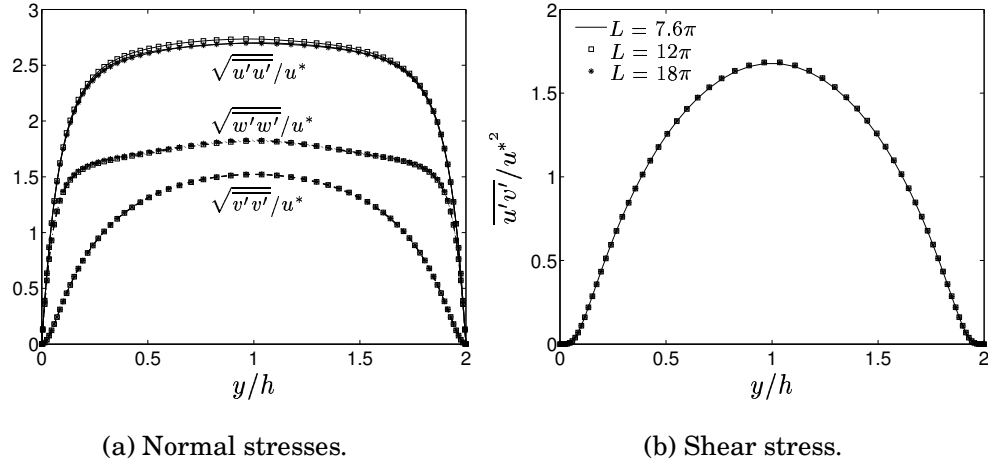 3
2.5
2
1.5
1
0.5
0
0 0.5 1 1.5 2
√u′u′/u*
√w′w′/u*
√v′v′/u*
y/h
(a) Normal stresses.
2
1.5
1
0.5
0
0 0.5 1 1.5 2
u′v′/u*²
L = 7.6π
L = 12π
L = 18π
y/h
(b) Shear stress.